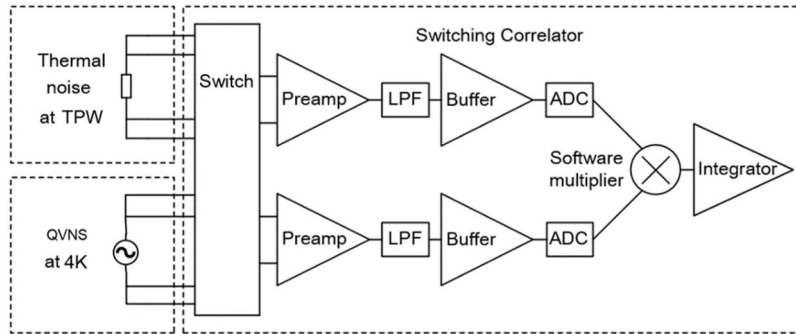 Thermal
noise
at TPW
Switch
Switching Correlator
Preamp
LPF
Buffer
ADC
Software
multiplier
Integrator
QVNS
at 4K
Preamp
LPF
Buffer
ADC